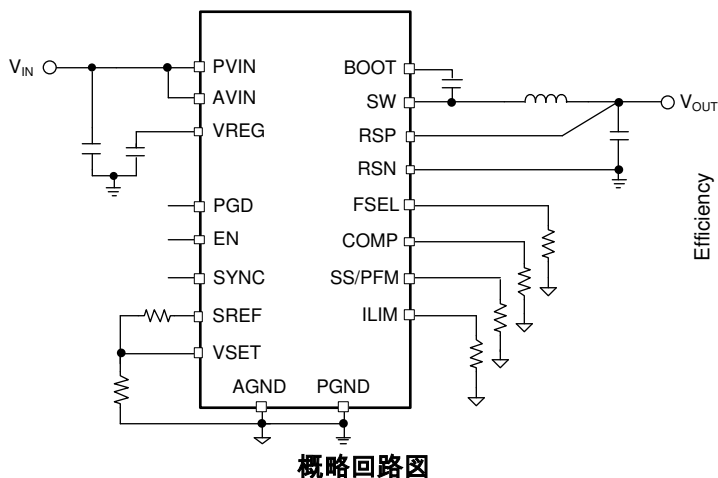 V_IN
PVIN
AVIN
VREG
PGD
EN
SYNC
SREF
VSET
AGND PGND
BOOT
SW
RSP
RSN
FSEL
COMP
SS/PFM
ILIM
V_OUT
Efficiency
概略回路図